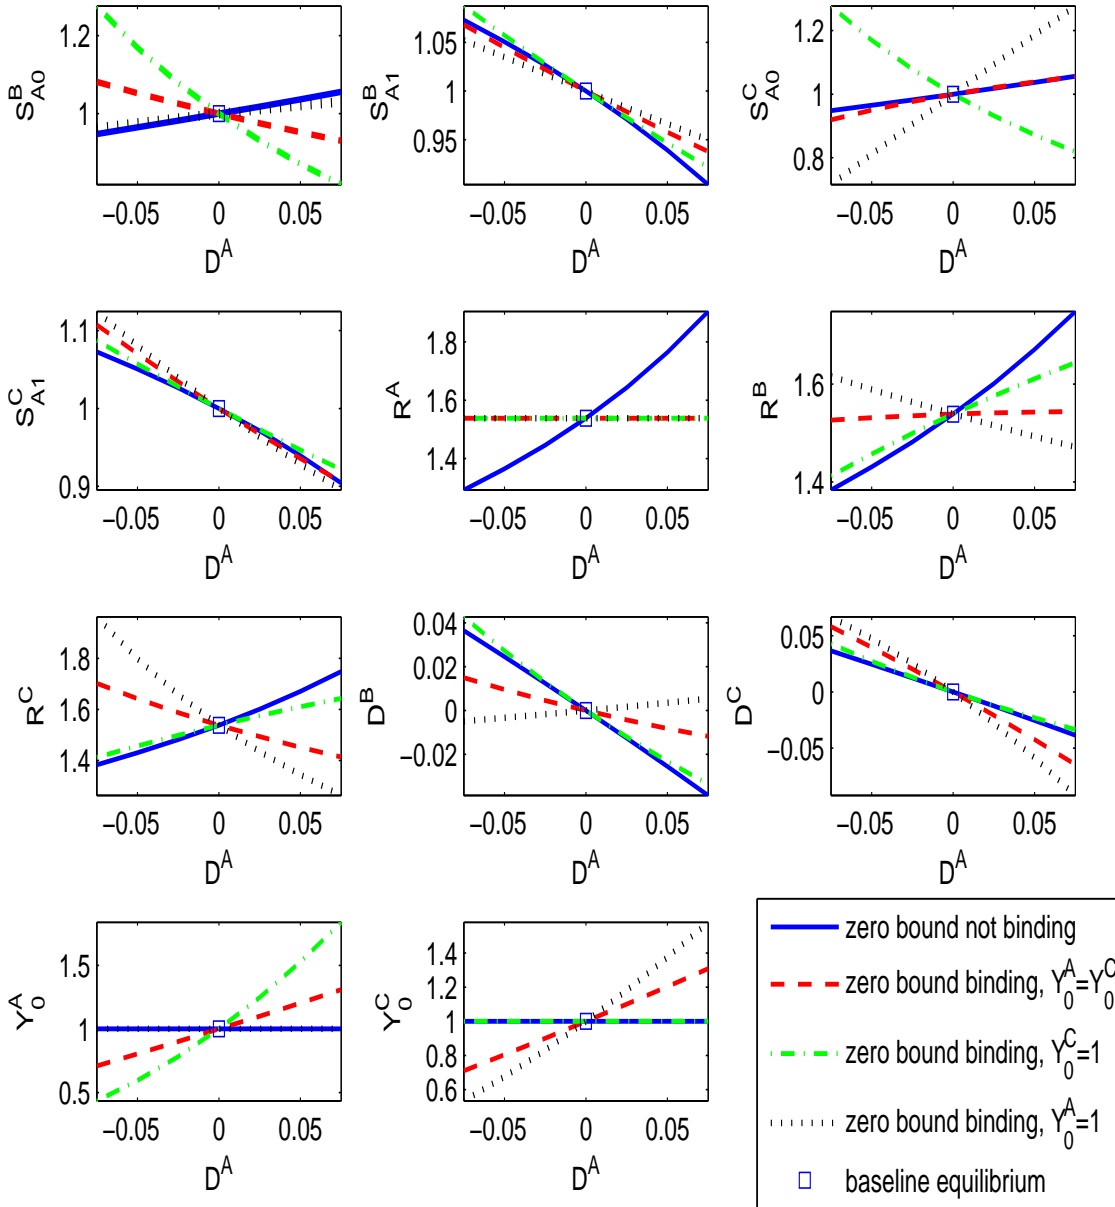 S^B_A0
1.2
1
−0.05 0 0.05
D^A
S^B_A1
1.05
1
0.95
−0.05 0 0.05
D^A
S^C_A0
1.2
1
0.8
−0.05 0 0.05
D^A
S^C_A1
1.1
1
0.9
−0.05 0 0.05
D^A
R^A
1.8
1.6
1.4
−0.05 0 0.05
D^A
R^B
1.6
1.4
−0.05 0 0.05
D^A
R^C
1.8
1.6
1.4
−0.05 0 0.05
D^A
D^B
0.04
0.02
0
−0.02
−0.05 0 0.05
D^A
D^C
0.05
0
−0.05
−0.05 0 0.05
D^A
Y^A_0
1.5
1
0.5
−0.05 0 0.05
D^A
Y^C_0
1.4
1.2
1
0.8
0.6
−0.05 0 0.05
D^A
zero bound not binding
zero bound binding, Y^A_0=Y^C_0
zero bound binding, Y^C_0=1
zero bound binding, Y^A_0=1
baseline equilibrium